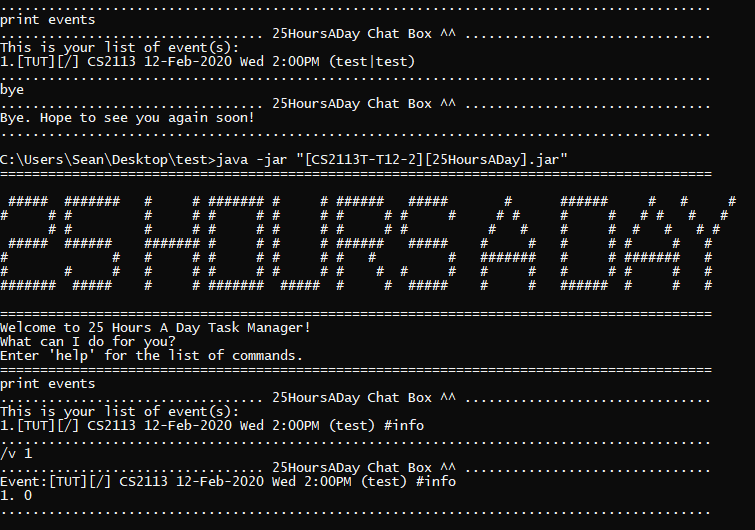 print events
25HoursADay Chat Box ^^
This is your list of event(s):
1.[TUT][/] CS2113 12-Feb-2020 Wed 2:00PM (test|test)
bye
25HoursADay Chat Box ^^
Bye. Hope to see you again soon!
C:\Users\Sean\Desktop\test>java -jar "[CS2113T-T12-2][25HoursADay].jar"
25 HOURS A DAY
Welcome to 25 Hours A Day Task Manager!
What can I do for you?
Enter 'help' for the list of commands.
print events
25HoursADay Chat Box ^^
This is your list of event(s):
1.[TUT][/] CS2113 12-Feb-2020 Wed 2:00PM (test) #info
/v 1
25HoursADay Chat Box ^^
Event:[TUT][/] CS2113 12-Feb-2020 Wed 2:00PM (test) #info
1. 0